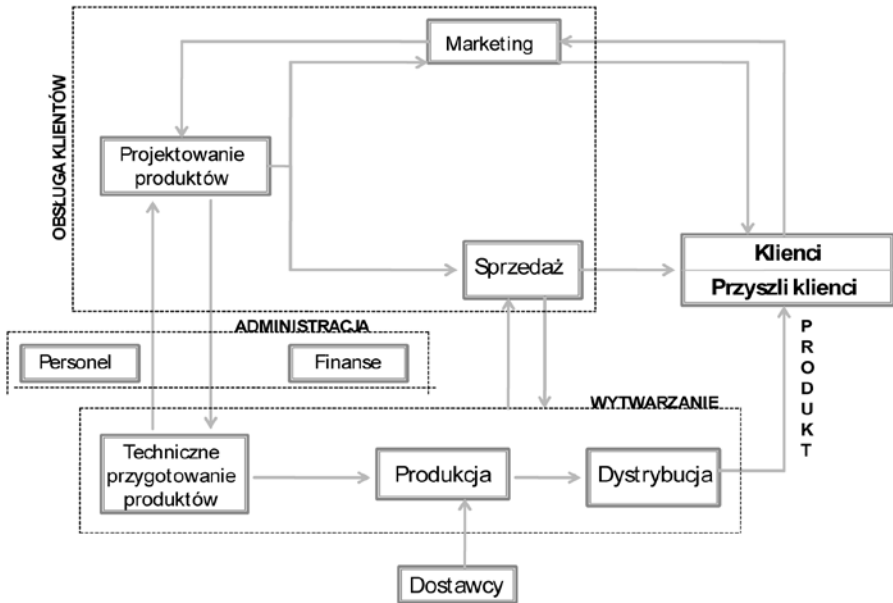 Marketing
OBSŁUGA KLIENTÓW
Projektowanie
produktów
Sprzedaż
Klienci
Przyszli klienci
ADMINISTRACJA
Personel
Finanse
PRODUKT
WYTWARZANIE
Techniczne
przygotowanie
produktów
Produkcja
Dystrybucja
Dostawcy